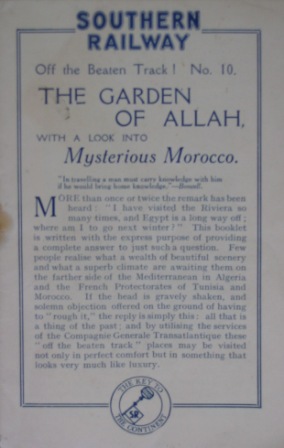 SOUTHERN
RAILWAY
Off the Beaten Track! No. 10.
THE GARDEN
OF ALLAH,
WITH A LOOK INTO
Mysterious Morocco.
"In travelling a man must carry knowledge with him
if he would bring home knowledge."—
MORE than once or twice the remark has been
heard: "I have visited the Riviera so
many times, and Egypt is a long way off;
where am I to go next winter?" This booklet
is written with the express purpose of providing
a complete answer to just such a question. Few
people realise what a wealth of beautiful scenery
and what a superb climate are awaiting them on
the farther side of the Mediterranean in Algeria
and the French Protectorates of Tunisia and
Morocco. If the head is gravely shaken, and
solemn objection offered on the ground of having
to "rough it," the reply is simply this: all that is
a thing of the past; and by utilising the services
of the Compagnie Generale Transatlantique these
"off the beaten track" places may be visited
not only in perfect comfort but in something that
looks very much like luxury.
THE KEY TO
SR
THE CONTINENT